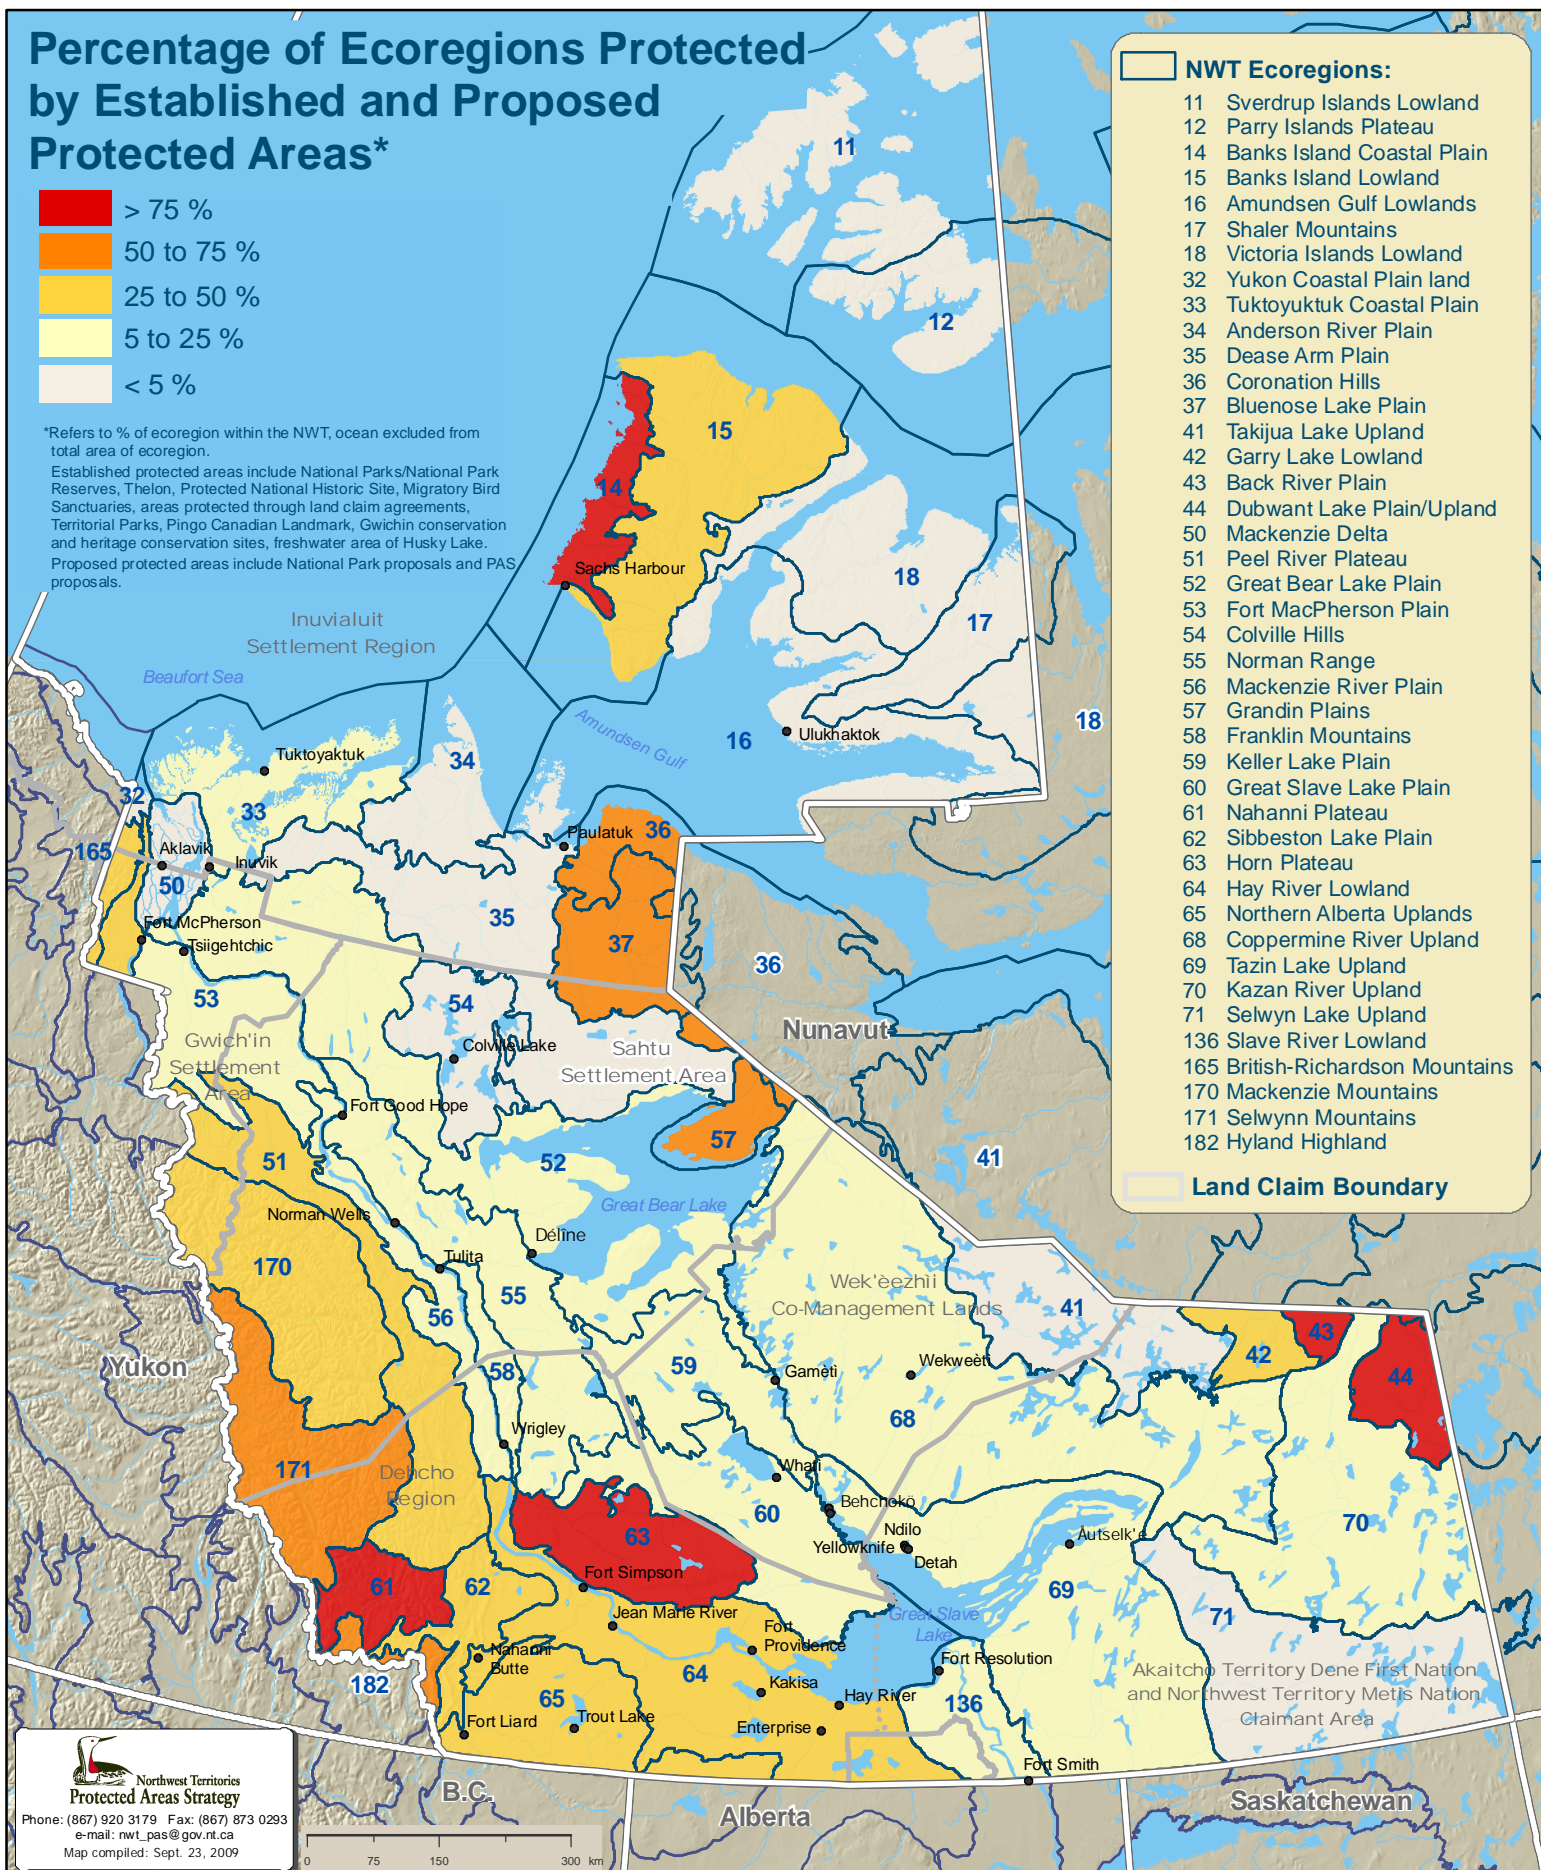 Percentage of Ecoregions Protected
by Established and Proposed
Protected Areas*
> 75 %
50 to 75 %
25 to 50 %
5 to 25 %
< 5 %
*Refers to % of ecoregion within the NWT, ocean excluded from
total area of ecoregion.
Established protected areas include National Parks/National Park
Reserves, Thelon, Protected National Historic Site, Migratory Bird
Sanctuaries, areas protected through land claim agreements,
Territorial Parks, Pingo Canadian Landmark, Gwichin conservation
and heritage conservation sites, freshwater area of Husky Lake.
Proposed protected areas include National Park proposals and PAS
proposals.
NWT Ecoregions:
11 Sverdrup Islands Lowland
12 Parry Islands Plateau
14 Banks Island Coastal Plain
15 Banks Island Lowland
16 Amundsen Gulf Lowlands
17 Shaler Mountains
18 Victoria Islands Lowland
32 Yukon Coastal Plain land
33 Tuktoyuktuk Coastal Plain
34 Anderson River Plain
35 Dease Arm Plain
36 Coronation Hills
37 Bluenose Lake Plain
41 Takijua Lake Upland
42 Garry Lake Lowland
43 Back River Plain
44 Dubwant Lake Plain/Upland
50 Mackenzie Delta
51 Peel River Plateau
52 Great Bear Lake Plain
53 Fort MacPherson Plain
54 Colville Hills
55 Norman Range
56 Mackenzie River Plain
57 Grandin Plains
58 Franklin Mountains
59 Keller Lake Plain
60 Great Slave Lake Plain
61 Nahanni Plateau
62 Sibbeston Lake Plain
63 Horn Plateau
64 Hay River Lowland
65 Northern Alberta Uplands
68 Coppermine River Upland
69 Tazin Lake Upland
70 Kazan River Upland
71 Selwyn Lake Upland
136 Slave River Lowland
165 British-Richardson Mountains
170 Mackenzie Mountains
171 Selwynn Mountains
182 Hyland Highland
Land Claim Boundary
11
12
15
14
Sachs Harbour
18
17
Inuvialuit
Settlement Region
Beaufort Sea
Amundsen Gulf
16
Ulukhaktok
18
34
Tuktoyaktuk
32
33
Paulatuk
36
165
Aklavik
Inuvik
50
35
37
36
Fort McPherson
Tsiigehtchic
53
54
Nunavut
Gwich'in
Settlement
Area
Colville Lake
Sahtu
Settlement Area
Fort Good Hope
57
41
51
52
Great Bear Lake
Norman Wells
Déline
Tulita
170
55
56
Wek'èezhìi
Co-Management Lands
41
43
42
44
Yukon
58
59
Gamètì
Wekweètì
68
Wrigley
171
Dehcho
Region
Whatì
Behchokö
60
63
Ndilo
Yellowknife
Detah
Åutselk'e
70
61
62
Fort Simpson
69
Jean Marie River
Great Slave
Lake
71
Fort
Providence
Nahanni
Butte
64
Fort Resolution
Akaitcho Territory Dene First Nation
and Northwest Territory Metis Nation
Claimant Area
182
65
Kakisa
Hay River
136
Fort Liard
Trout Lake
Enterprise
Fort Smith
B.C.
Alberta
Saskatchewan
Northwest Territories
Protected Areas Strategy
Phone: (867) 920 3179 Fax: (867) 873 0293
e-mail: nwt_pas@gov.nt.ca
Map compiled: Sept. 23, 2009
0 75 150 300 km